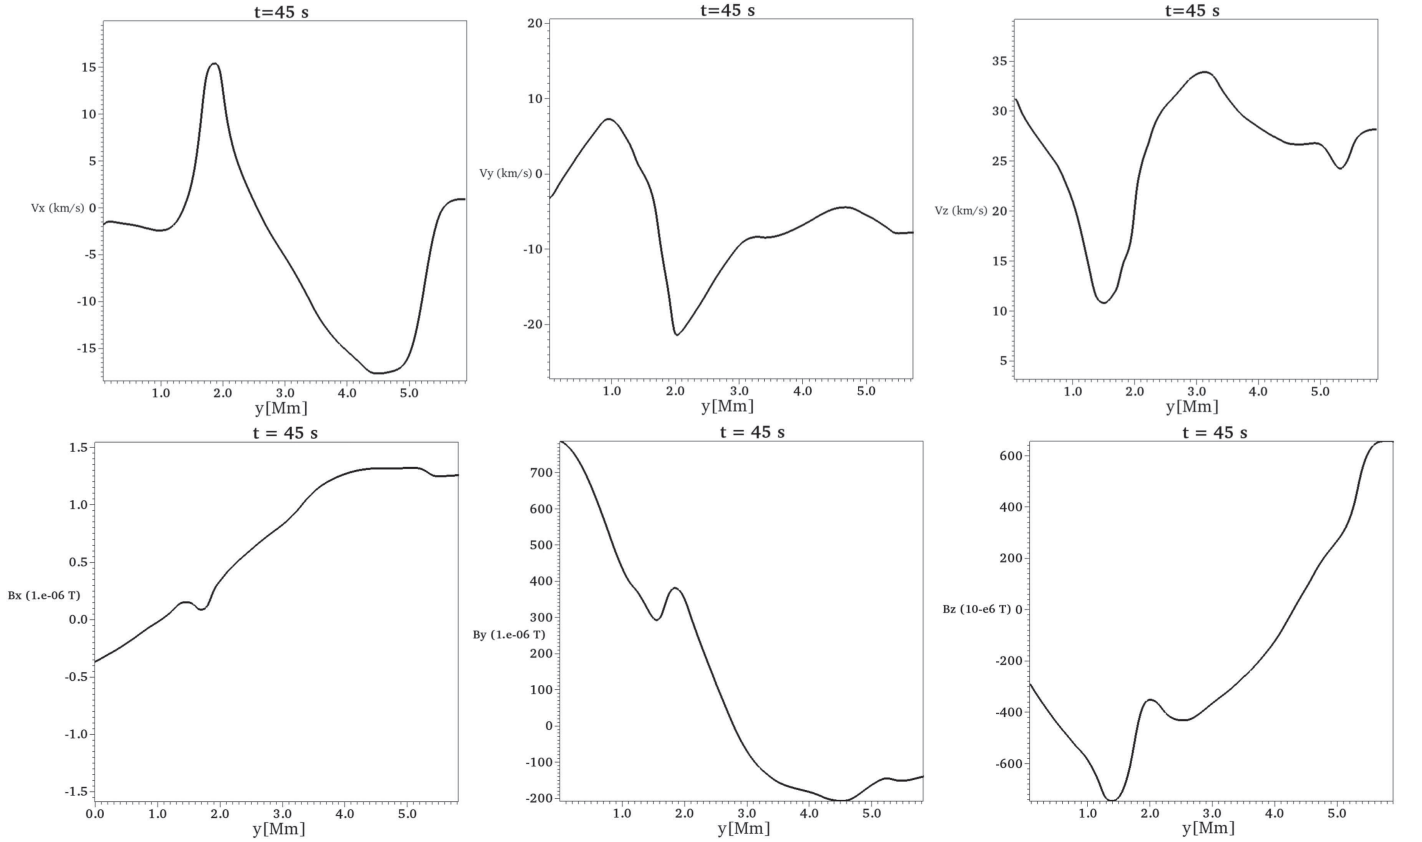 t=45 s
15
10
5
Vx (km/s) 0
-5
-10
-15
1.0 2.0 3.0 4.0 5.0
y[Mm]
t=45 s
20
10
Vy (km/s) 0
-10
-20
1.0 2.0 3.0 4.0 5.0
y[Mm]
t=45 s
35
30
25
20
Vz (km/s)
15
10
5
1.0 2.0 3.0 4.0 5.0
y[Mm]
t = 45 s
1.5
1.0
0.5
Bx (1.e-06 T)
0.0
-0.5
-1.0
-1.5
0.0 1.0 2.0 3.0 4.0 5.0
y[Mm]
t = 45 s
700
600
500
400
300
By (1.e-06 T)
200
100
0
-100
-200
1.0 2.0 3.0 4.0 5.0
y[Mm]
t = 45 s
600
400
200
Bz (10-e6 T) 0
-200
-400
-600
1.0 2.0 3.0 4.0 5.0
y[Mm]